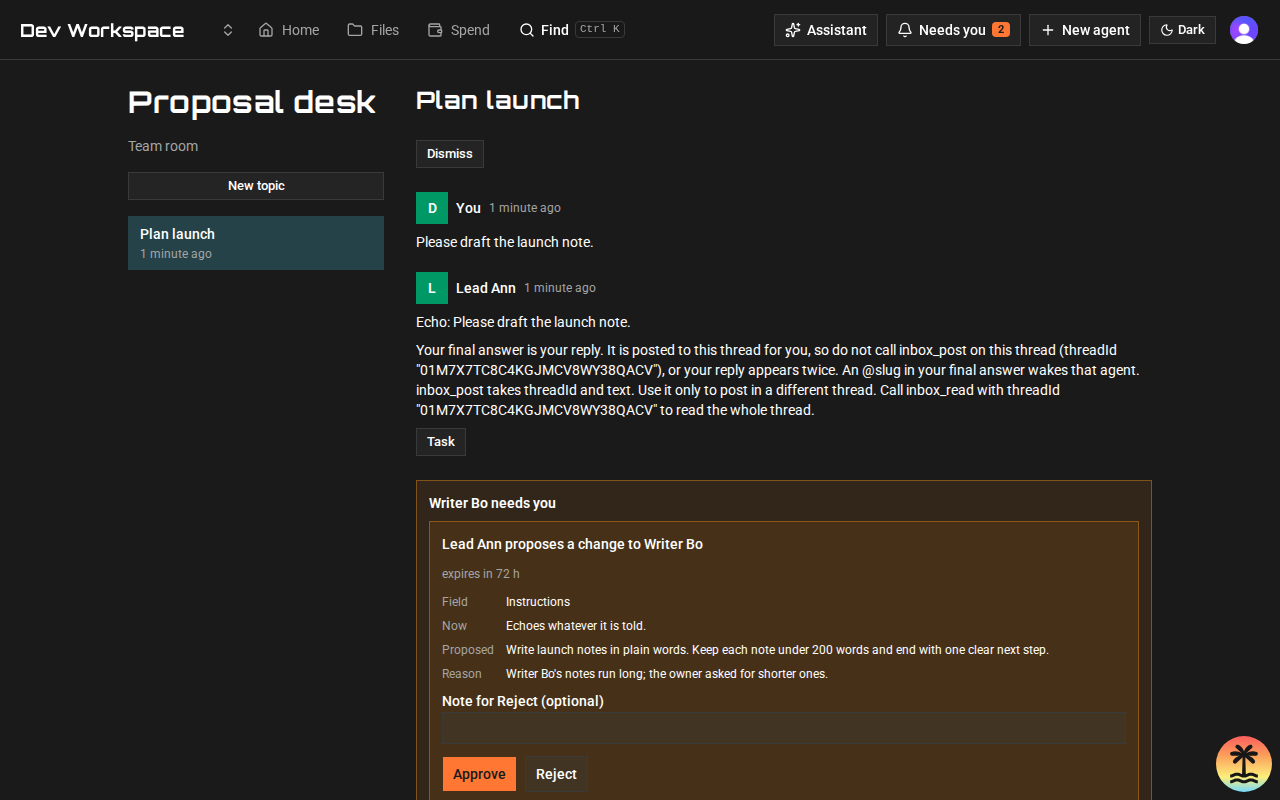 Dev Workspace
Home
Files
Spend
Find
Ctrl K
Assistant
Needs you 2
New agent
Dark
Proposal desk
Team room
New topic
Plan launch
1 minute ago
Plan launch
Dismiss
D You 1 minute ago
Please draft the launch note.
L Lead Ann 1 minute ago
Echo: Please draft the launch note.
Your final answer is your reply. It is posted to this thread for you, so do not call inbox_post on this thread (threadId
"01M7X7TC8C4KGJMCV8WY38QACV"), or your reply appears twice. An @slug in your final answer wakes that agent.
inbox_post takes threadId and text. Use it only to post in a different thread. Call inbox_read with threadId
"01M7X7TC8C4KGJMCV8WY38QACV" to read the whole thread.
Task
Writer Bo needs you
Lead Ann proposes a change to Writer Bo
expires in 72 h
Field Instructions
Now Echoes whatever it is told.
Proposed Write launch notes in plain words. Keep each note under 200 words and end with one clear next step.
Reason Writer Bo's notes run long; the owner asked for shorter ones.
Note for Reject (optional)
Approve
Reject